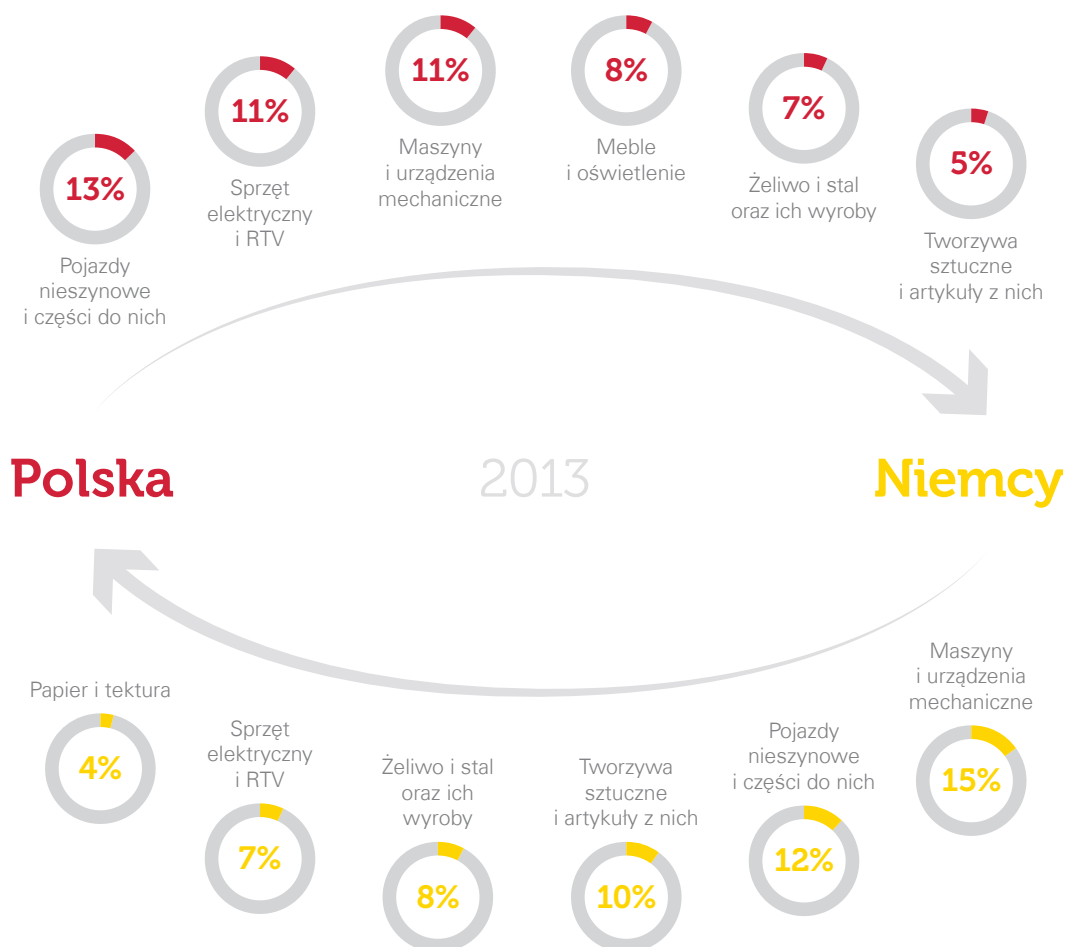 13%
Pojazdy
nieszynowe
i części do nich
11%
Sprzęt
elektryczny
i RTV
11%
Maszyny
i urządzenia
mechaniczne
8%
Meble
i oświetlenie
7%
Żeliwo i stal
oraz ich wyroby
5%
Tworzywa
sztuczne
i artykuły z nich
Polska
2013
Niemcy
Papier i tektura
4%
Sprzęt
elektryczny
i RTV
7%
Żeliwo i stal
oraz ich
wyroby
8%
Tworzywa
sztuczne
i artykuły z nich
10%
Pojazdy
nieszynowe
i części do nich
12%
Maszyny
i urządzenia
mechaniczne
15%